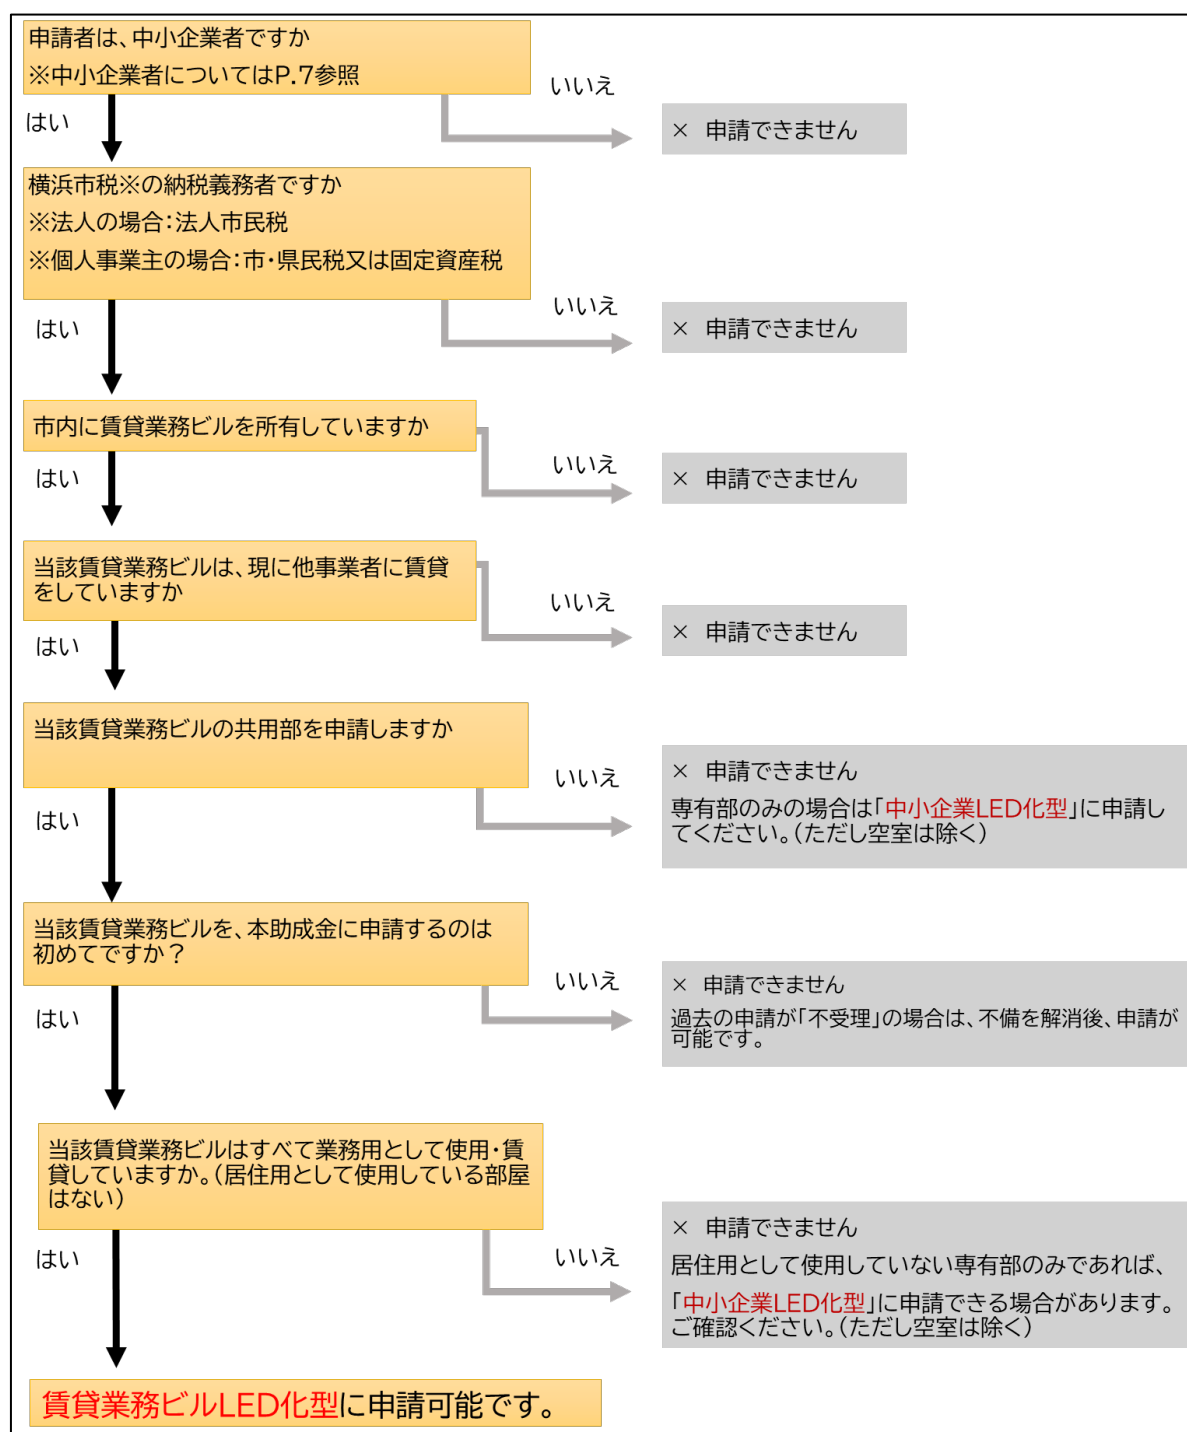 申請者は、中小企業者ですか
※中小企業者についてはP.7参照
いいえ
はい
× 申請できません
横浜市税※の納税義務者ですか
※法人の場合：法人市民税
※個人事業主の場合：市・県民税又は固定資産税
いいえ
はい
× 申請できません
市内に賃貸業務ビルを所有していますか
いいえ
はい
× 申請できません
当該賃貸業務ビルは、現に他事業者に賃貸
をしていますか
いいえ
はい
× 申請できません
当該賃貸業務ビルの共用部を申請しますか
いいえ
はい
× 申請できません
専有部のみの場合は「中小企業LED化型」に申請し
てください。（ただし空室は除く）
当該賃貸業務ビルを、本助成金に申請するのは
初めてですか？
いいえ
はい
× 申請できません
過去の申請が「不受理」の場合は、不備を解消後、申請が
可能です。
当該賃貸業務ビルはすべて業務用として使用・賃
貸していますか。（居住用として使用している部屋
はない）
いいえ
はい
× 申請できません
居住用として使用していない専有部のみであれば、
「中小企業LED化型」に申請できる場合があります。
ご確認ください。（ただし空室は除く）
賃貸業務ビルLED化型に申請可能です。